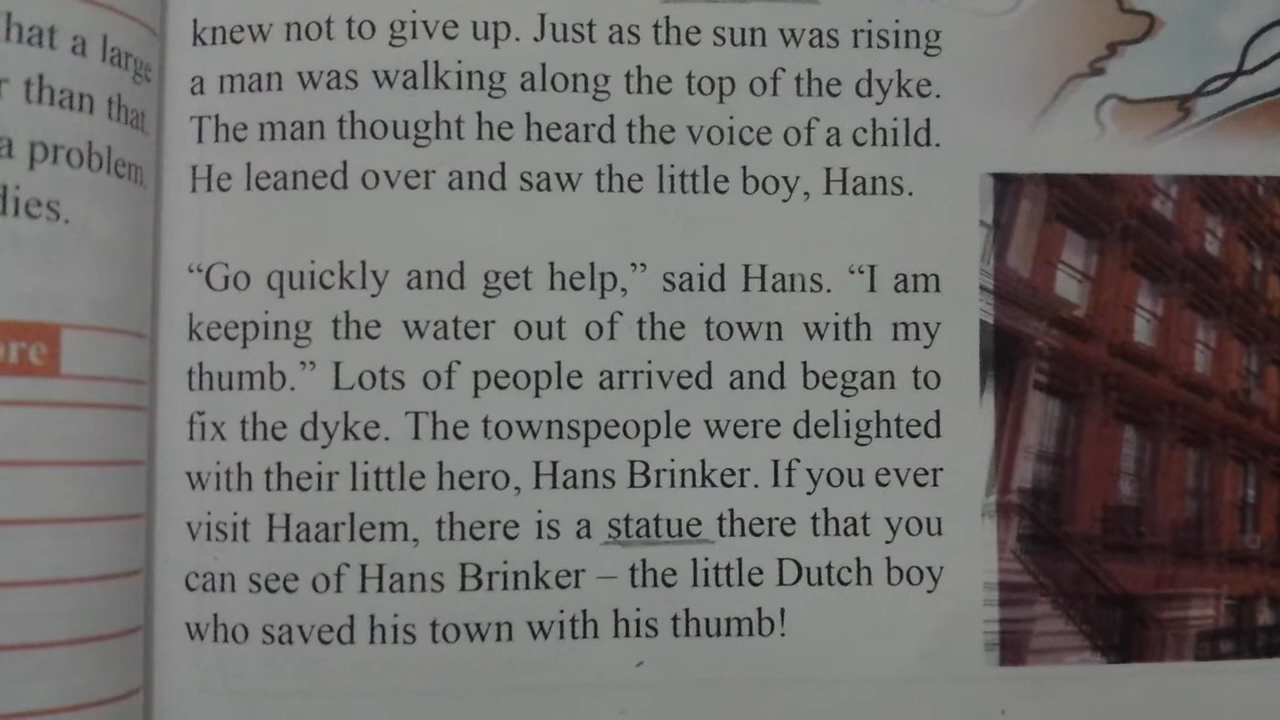 hat a large
than that
a problem
knew not to give up. Just as the sun was rising
a man was walking along the top of the dyke.
The man thought he heard the voice of a child.
He leaned over and saw the little boy, Hans.
“Go quickly and get help,” said Hans. “I am
keeping the water out of the town with my
thumb.” Lots of people arrived and began to
fix the dyke. The townspeople were delighted
with their little hero, Hans Brinker. If you ever
visit Haarlem, there is a statue there that you
can see of Hans Brinker – the little Dutch boy
who saved his town with his thumb!